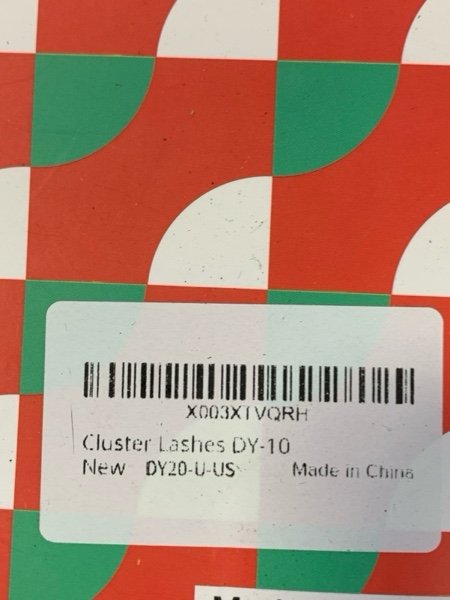 X003XTVQRH
Cluster Lashes DY-10
New DY20-U-US Made in China